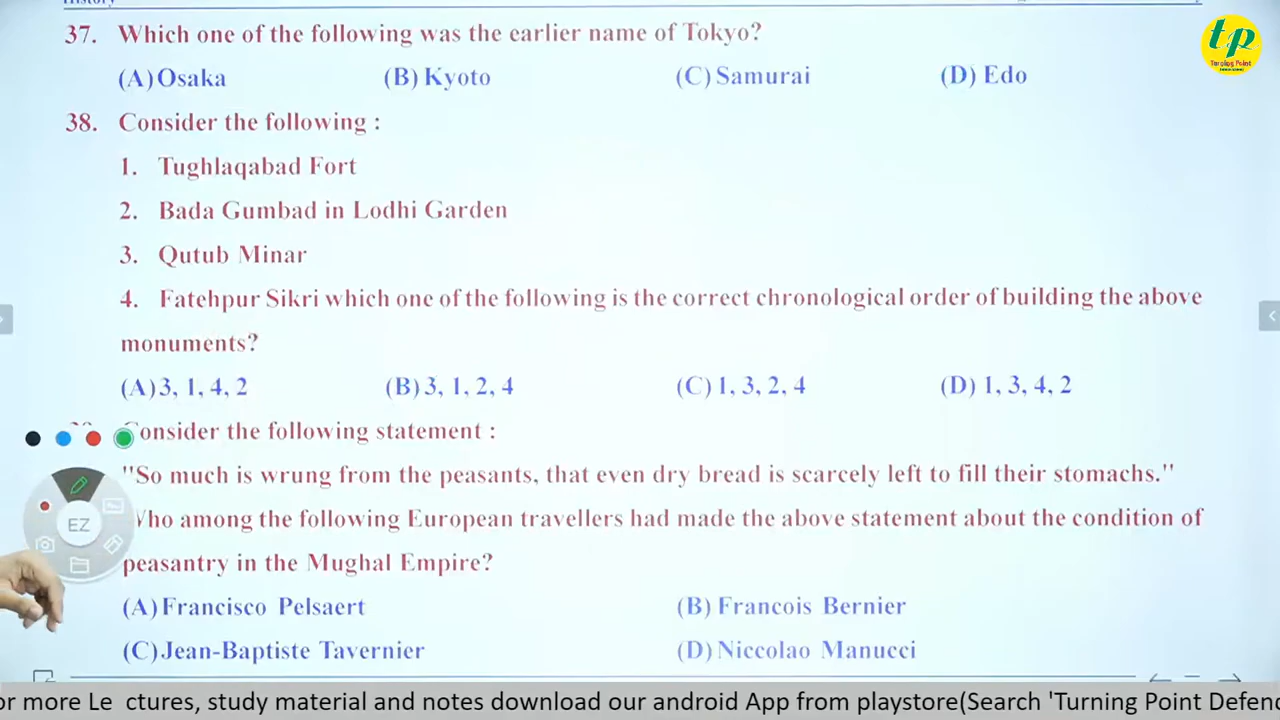 History
37. Which one of the following was the earlier name of Tokyo?
(A) Osaka (B) Kyoto (C) Samurai (D) Edo
38. Consider the following :
1. Tughlaqabad Fort
2. Bada Gumbad in Lodhi Garden
3. Qutub Minar
4. Fatehpur Sikri which one of the following is the correct chronological order of building the above
monuments?
(A) 3, 1, 4, 2 (B) 3, 1, 2, 4 (C) 1, 3, 2, 4 (D) 1, 3, 4, 2
onsider the following statement :
"So much is wrung from the peasants, that even dry bread is scarcely left to fill their stomachs."
Who among the following European travellers had made the above statement about the condition of
peasantry in the Mughal Empire?
(A) Francisco Pelsaert (B) Francois Bernier
(C) Jean-Baptiste Tavernier (D) Niccolao Manucci
EZ
tp
Turning Point
or more Le ctures, study material and notes download our android App from playstore(Search 'Turning Point Defenc